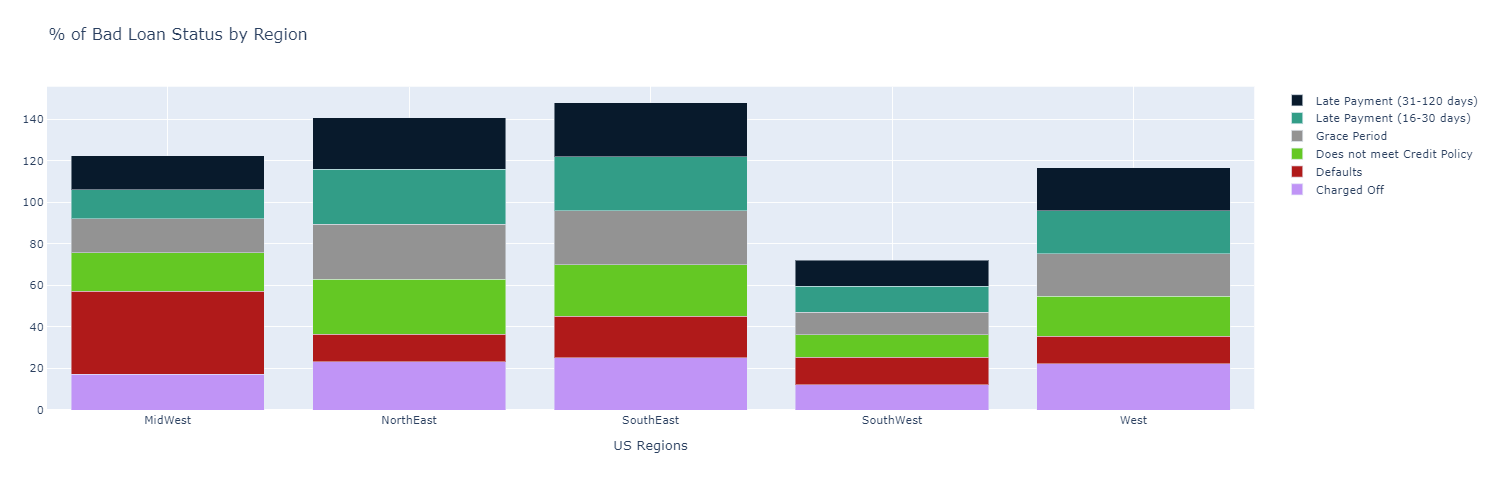 % of Bad Loan Status by Region
140
120
100
80
60
40
20
0
MidWest
NorthEast
SouthEast
SouthWest
West
US Regions
Late Payment (31-120 days)
Late Payment (16-30 days)
Grace Period
Does not meet Credit Policy
Defaults
Charged Off